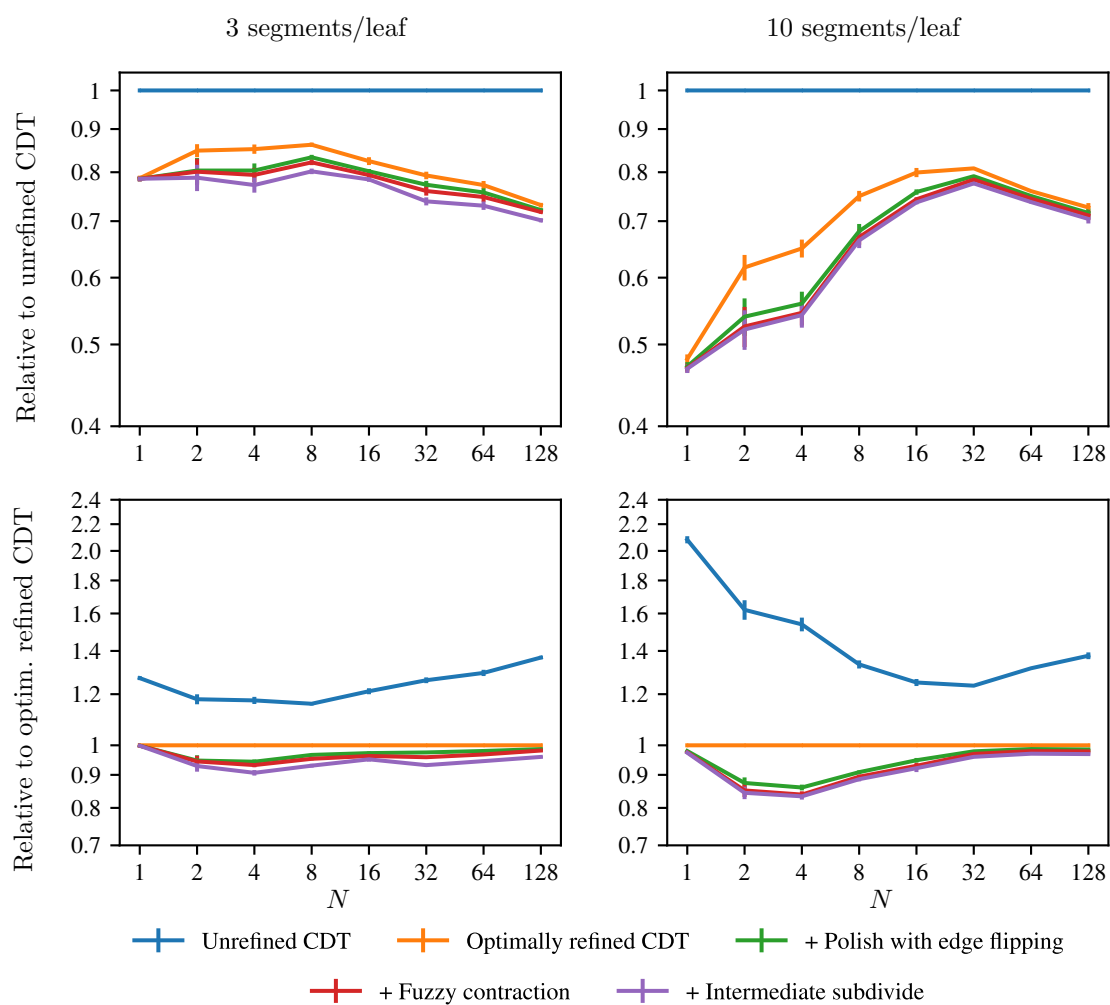 3 segments/leaf
10 segments/leaf
Relative to unrefined CDT
1
0.9
0.8
0.7
0.6
0.5
0.4
1 2 4 8 16 32 64 128
1
0.9
0.8
0.7
0.6
0.5
0.4
1 2 4 8 16 32 64 128
Relative to optim. refined CDT
2.4
2.2
2.0
1.8
1.6
1.4
1.2
1
0.9
0.8
0.7
1 2 4 8 16 32 64 128
N
2.4
2.2
2.0
1.8
1.6
1.4
1.2
1
0.9
0.8
0.7
1 2 4 8 16 32 64 128
N
Unrefined CDT
Optimally refined CDT
+ Polish with edge flipping
+ Fuzzy contraction
+ Intermediate subdivide